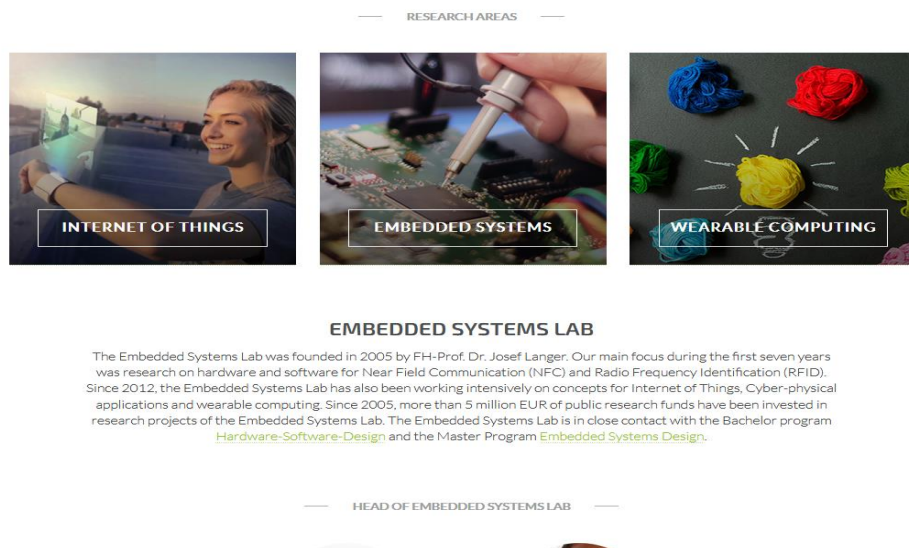 RESEARCH AREAS
INTERNET OF THINGS
EMBEDDED SYSTEMS
WEARABLE COMPUTING
EMBEDDED SYSTEMS LAB
The Embedded Systems Lab was founded in 2005 by FH-Prof. Dr. Josef Langer. Our main focus during the first seven years
was research on hardware and software for Near Field Communication (NFC) and Radio Frequency Identification (RFID).
Since 2012, the Embedded Systems Lab has also been working intensively on concepts for Internet of Things, Cyber-physical
applications and wearable computing. Since 2005, more than 5 million EUR of public research funds have been invested in
research projects of the Embedded Systems Lab. The Embedded Systems Lab is in close contact with the Bachelor program
Hardware-Software-Design and the Master Program Embedded Systems Design.
HEAD OF EMBEDDED SYSTEMS LAB